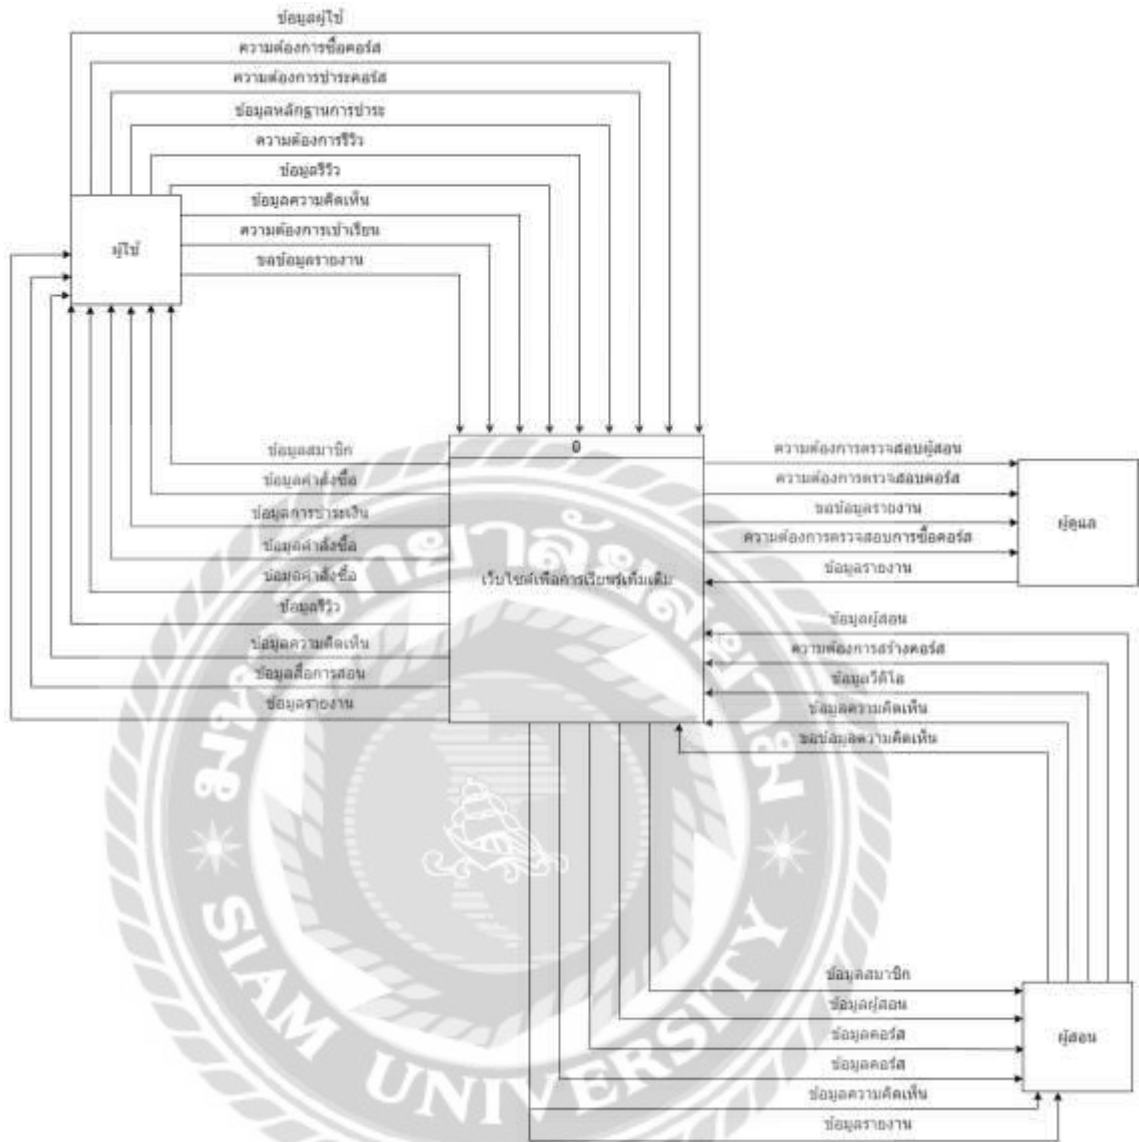 ข้อมูลผู้ใช้
ความต้องการซื้อคอร์ส
ความต้องการชำระคอร์ส
ข้อมูลหลักฐานการชำระ
ความต้องการรีวิว
ข้อมูลรีวิว
ข้อมูลความคิดเห็น
ความต้องการเข้าเรียน
ขอข้อมูลรายงาน
ผู้ใช้
ข้อมูลสมาชิก
ข้อมูลคำสั่งซื้อ
ข้อมูลการชำระเงิน
ข้อมูลคำสั่งซื้อ
ข้อมูลคำสั่งซื้อ
ข้อมูลรีวิว
ข้อมูลความคิดเห็น
ข้อมูลสื่อการสอน
ข้อมูลรายงาน
0
เว็บไซต์เพื่อการเรียนรู้เพิ่มเติม
ความต้องการตรวจสอบผู้สอน
ความต้องการตรวจสอบคอร์ส
ขอข้อมูลรายงาน
ความต้องการตรวจสอบการซื้อคอร์ส
ข้อมูลรายงาน
ผู้ดูแล
ข้อมูลผู้สอน
ความต้องการสร้างคอร์ส
ข้อมูลวีดีโอ
ข้อมูลความคิดเห็น
ขอข้อมูลความคิดเห็น
ข้อมูลสมาชิก
ข้อมูลผู้สอน
ข้อมูลคอร์ส
ข้อมูลคอร์ส
ข้อมูลความคิดเห็น
ข้อมูลรายงาน
ผู้สอน
มหาวิทยาลัยสยาม
SIAM UNIVERSITY